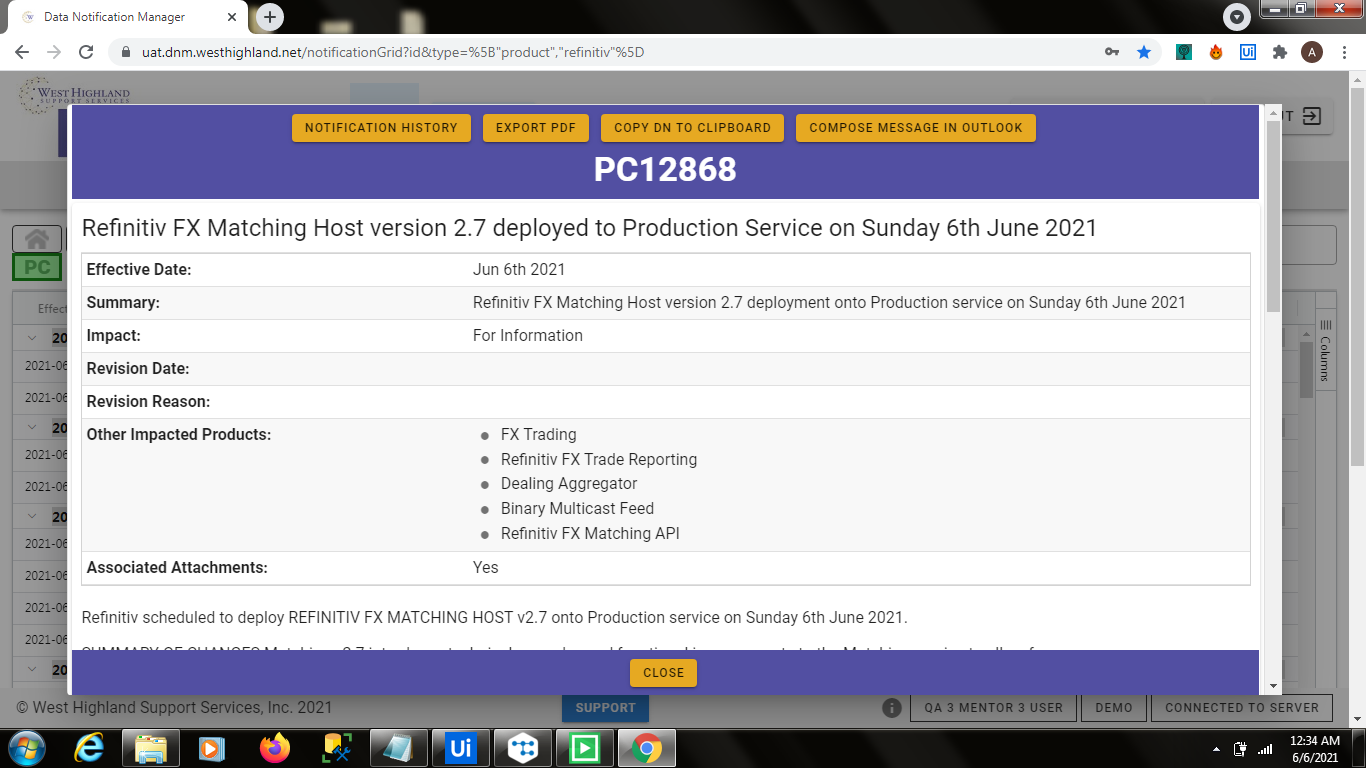 Data Notification Manager
uat.dnm.westhighland.net/notificationGrid?id&type=%5B"product","refinitiv"%5D
A
WEST HIGHLAND
SUPPORT SERVICES
NOTIFICATION HISTORY
EXPORT PDF
COPY DN TO CLIPBOARD
COMPOSE MESSAGE IN OUTLOOK
PC12868
Refinitiv FX Matching Host version 2.7 deployed to Production Service on Sunday 6th June 2021
Effective Date: Jun 6th 2021
Summary: Refinitiv FX Matching Host version 2.7 deployment onto Production service on Sunday 6th June 2021
Impact: For Information
Revision Date:
Revision Reason:
Other Impacted Products:
FX Trading
Refinitiv FX Trade Reporting
Dealing Aggregator
Binary Multicast Feed
Refinitiv FX Matching API
Associated Attachments: Yes
Refinitiv scheduled to deploy REFINITIV FX MATCHING HOST v2.7 onto Production service on Sunday 6th June 2021.
CLOSE
PC
Effect
20
2021-06
2021-06
20
2021-06
2021-06
20
2021-06
2021-06
2021-06
2021-06
20
Columns
© West Highland Support Services, Inc. 2021
SUPPORT
QA 3 MENTOR 3 USER
DEMO
CONNECTED TO SERVER
Ui
Ui
12:34 AM
6/6/2021